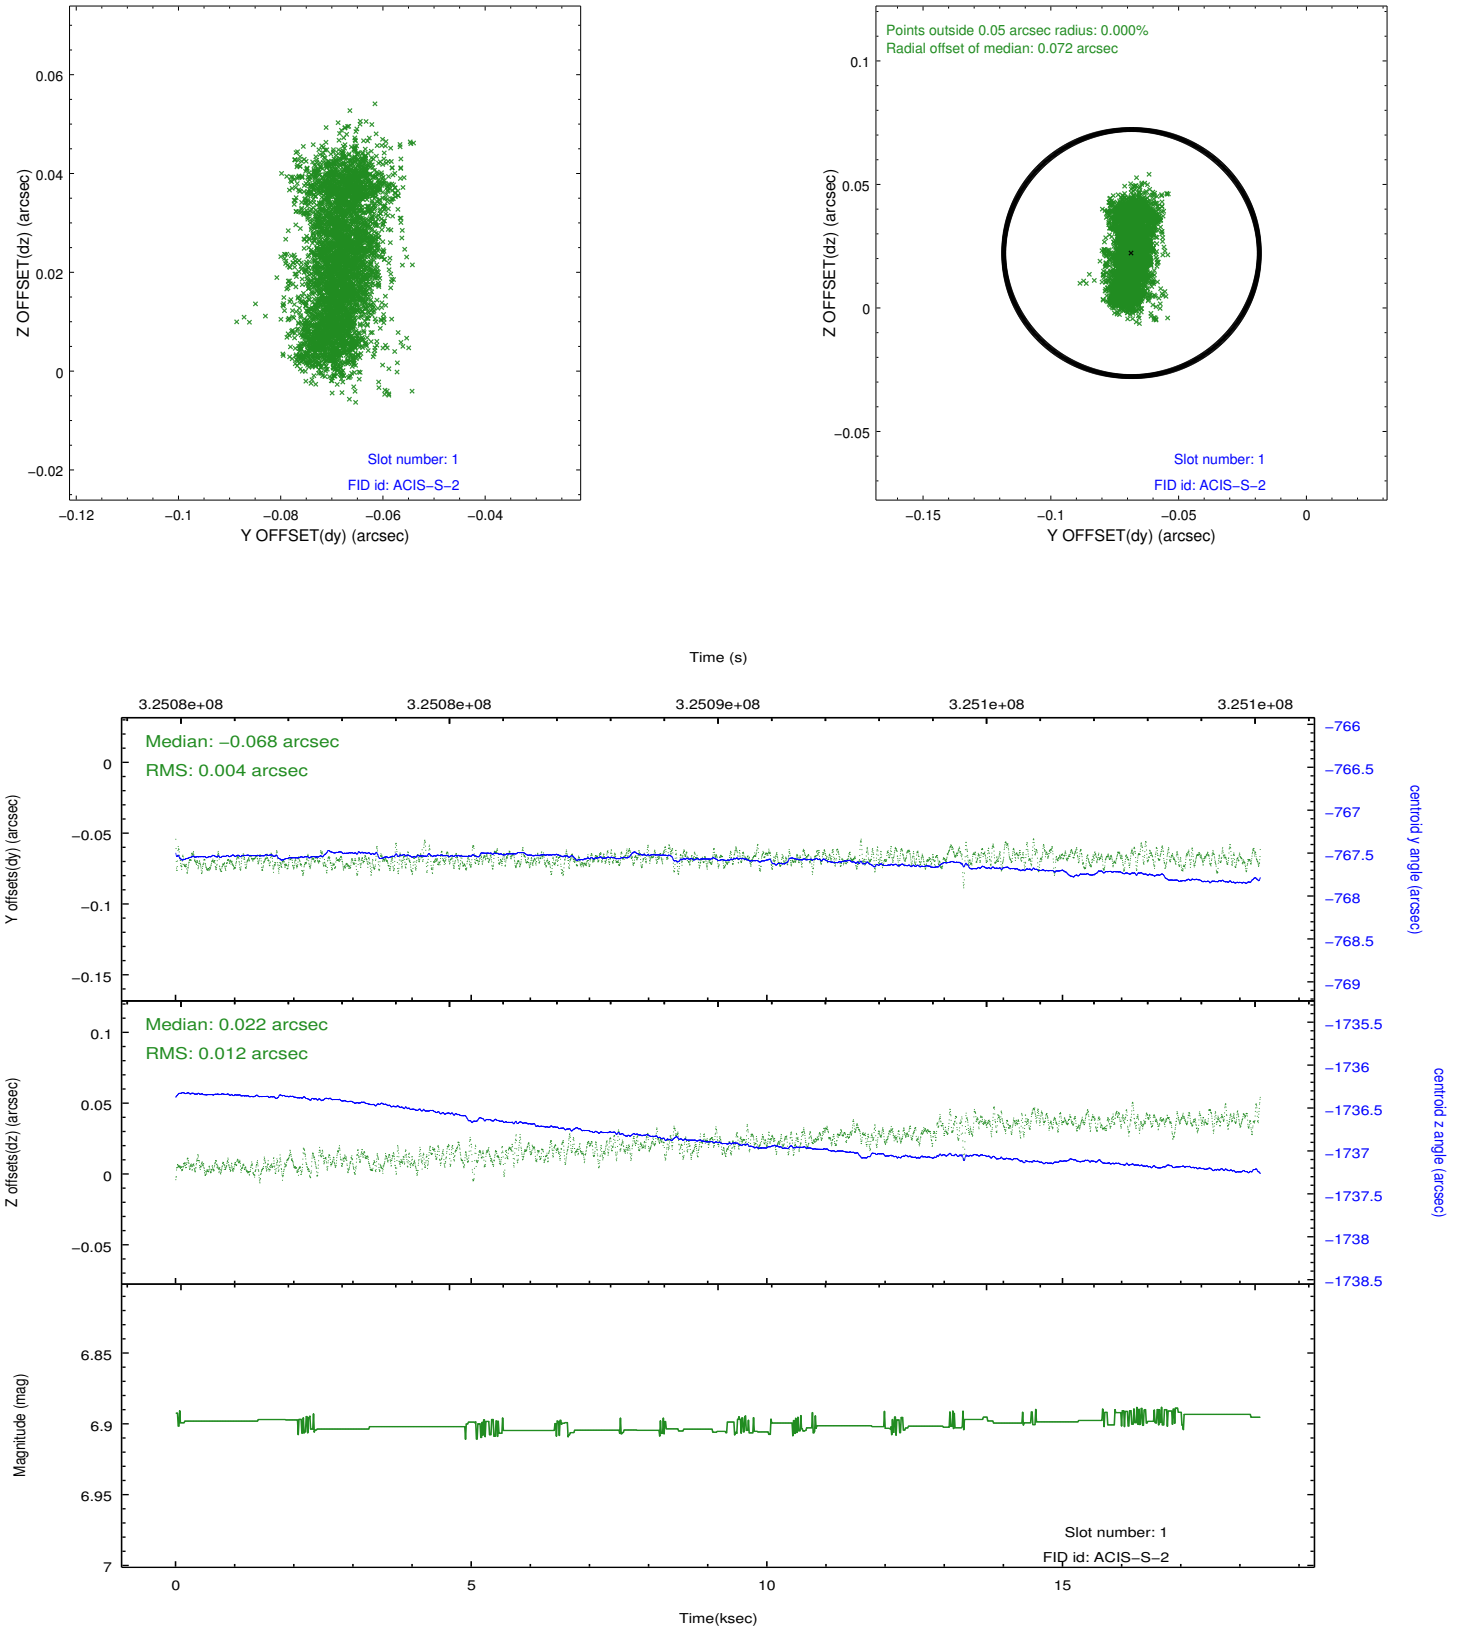 0.06
0.04
0.02
0
−0.02
Z OFFSET(dz) (arcsec)
Slot number: 1
FID id: ACIS−S−2
−0.12
−0.1
−0.08
−0.06
−0.04
Y OFFSET(dy) (arcsec)
Points outside 0.05 arcsec radius: 0.000%
Radial offset of median: 0.072 arcsec
0.1
0.05
0
−0.05
Z OFFSET(dz) (arcsec)
Slot number: 1
FID id: ACIS−S−2
−0.15
−0.1
−0.05
0
Y OFFSET(dy) (arcsec)
Time (s)
3.2508e+08
3.2508e+08
3.2509e+08
3.251e+08
3.251e+08
Median: −0.068 arcsec
RMS: 0.004 arcsec
0
−0.05
−0.1
−0.15
Y offsets(dy) (arcsec)
−766
−766.5
−767
−767.5
−768
−768.5
−769
centroid y angle (arcsec)
Median: 0.022 arcsec
RMS: 0.012 arcsec
0.1
0.05
0
−0.05
Z offsets(dz) (arcsec)
−1735.5
−1736
−1736.5
−1737
−1737.5
−1738
−1738.5
centroid z angle (arcsec)
6.85
6.9
6.95
7
Magnitude (mag)
Slot number: 1
FID id: ACIS−S−2
0
5
10
15
Time(ksec)